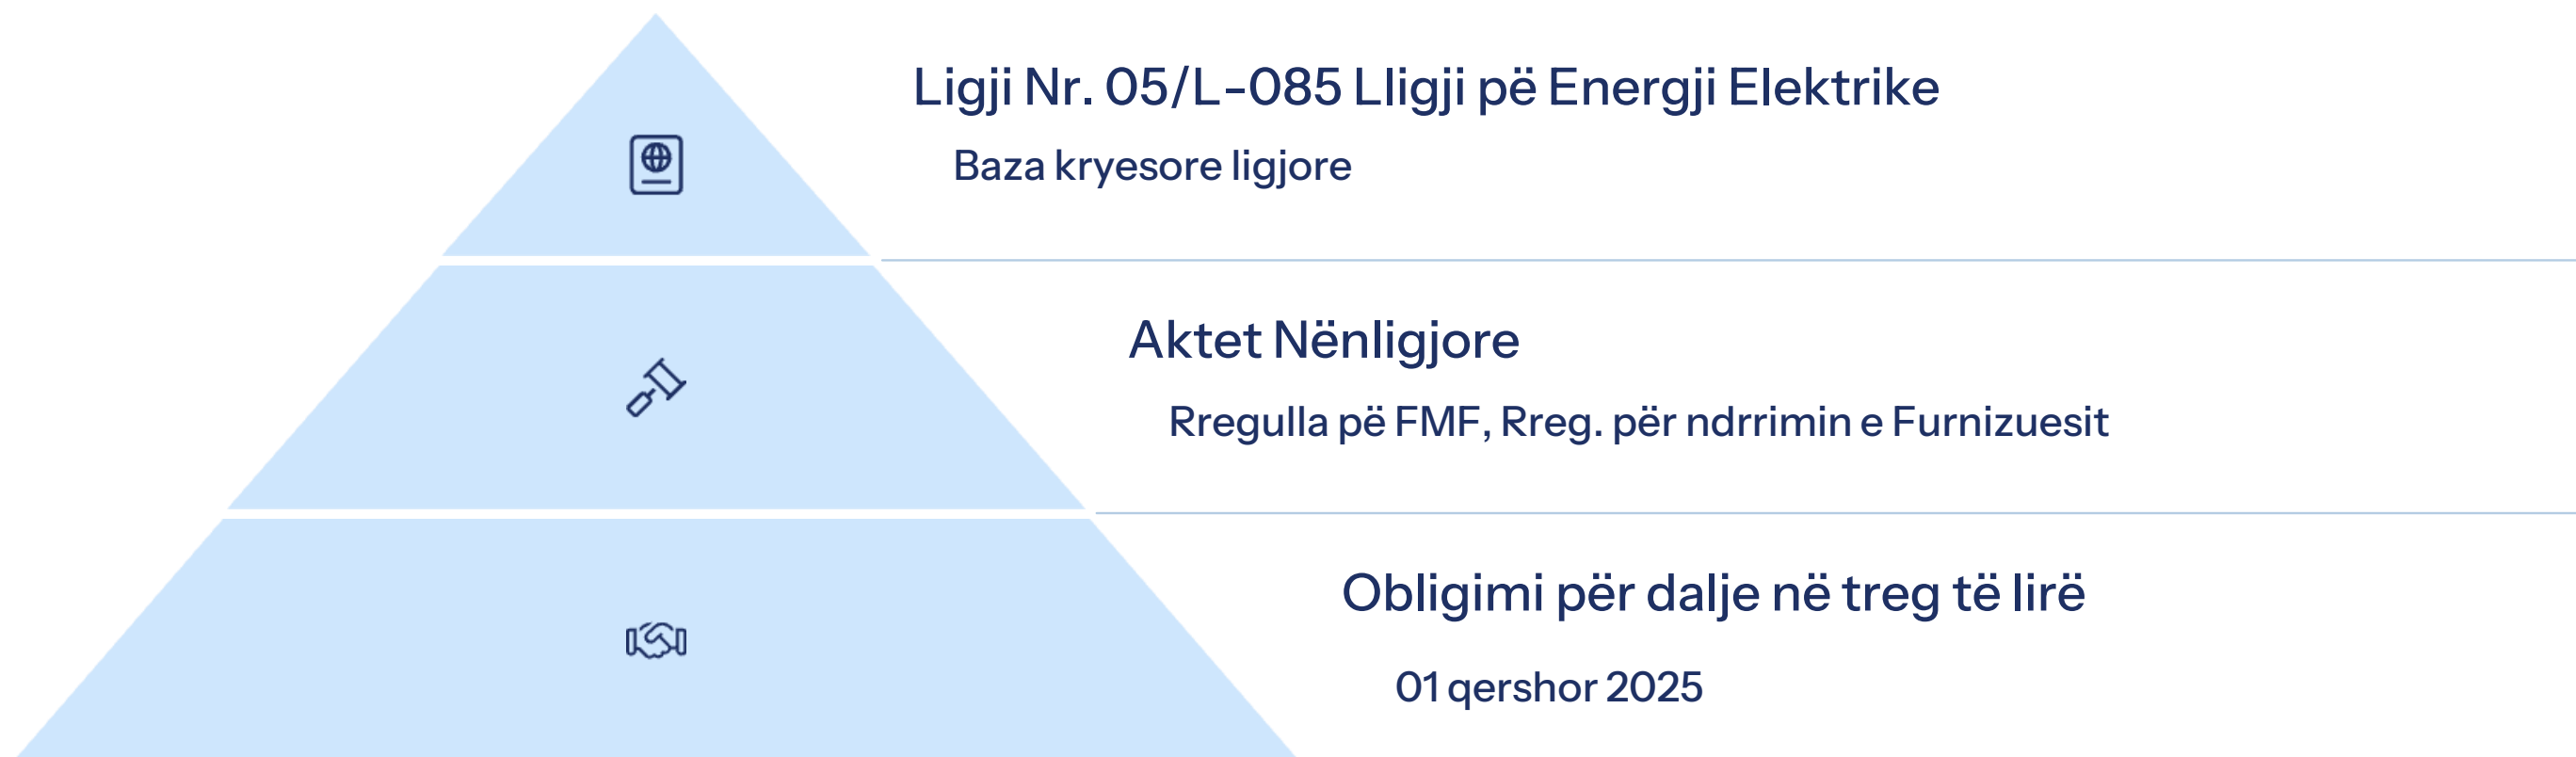 Ligji Nr. 05/L-085 Lligji pë Energji Elektrike
Baza kryesore ligjore
Aktet Nënligjore
Rregulla pë FMF, Rreg. për ndrrimin e Furnizuesit
Obligimi për dalje në treg të lirë
01 qershor 2025